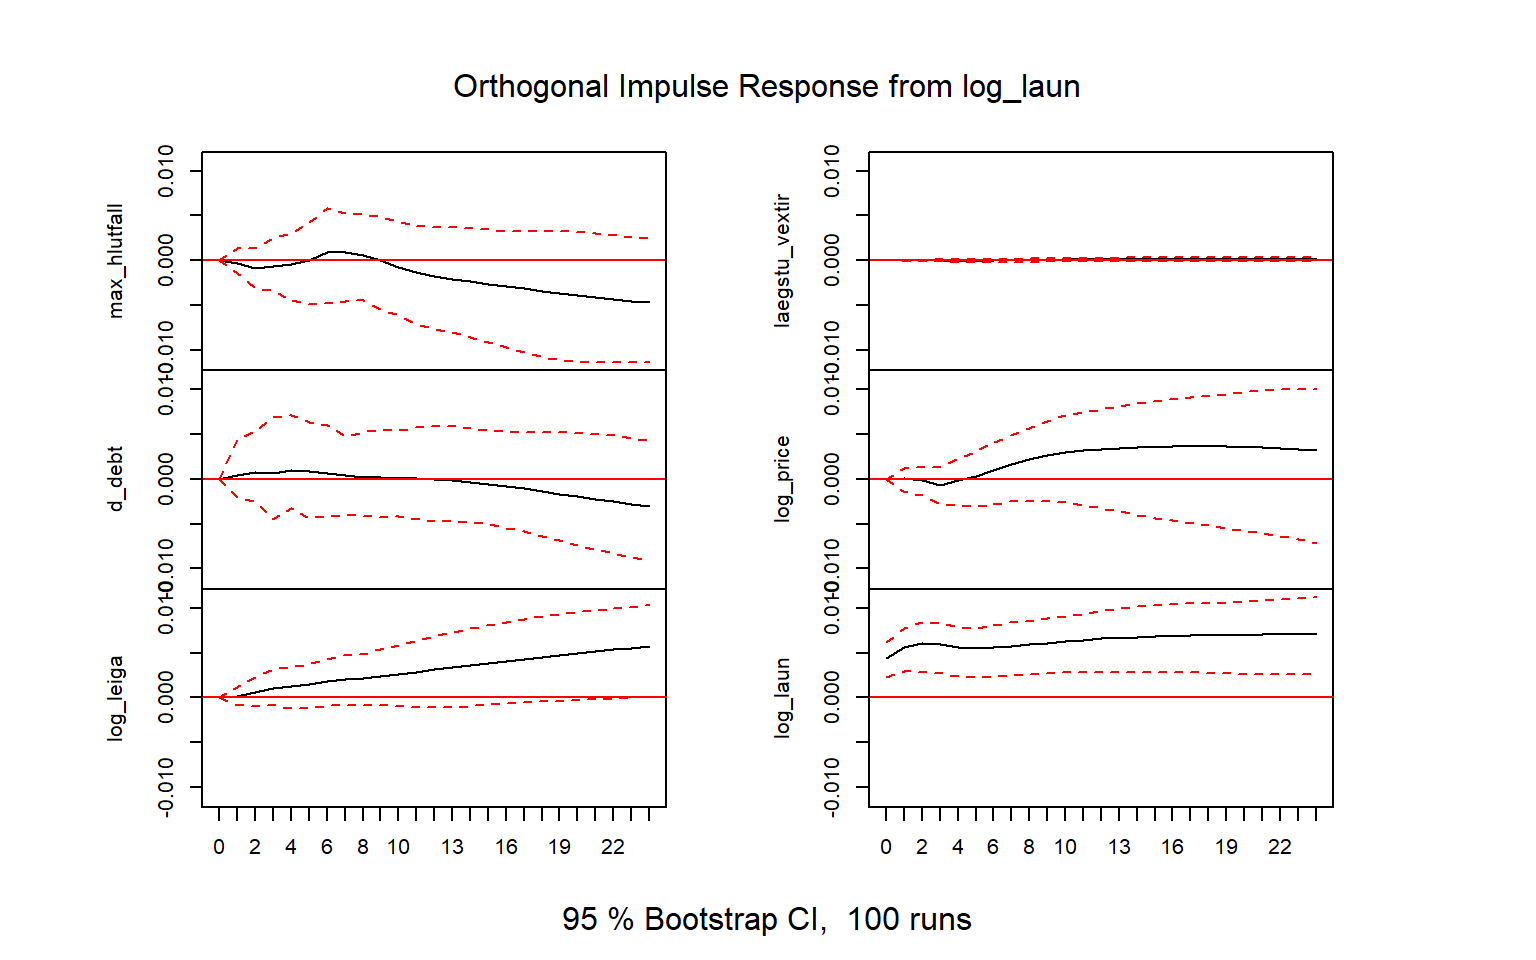 Orthogonal Impulse Response from log_laun
max_hlutfall
0.010
0.000
-0.010
d_debt
0.010
0.000
-0.010
log_leiga
0.010
0.000
-0.010
0 2 4 6 8 10 13 16 19 22
laegstu_vextir
0.010
0.000
-0.010
log_price
0.010
0.000
-0.010
log_laun
0.010
0.000
-0.010
0 2 4 6 8 10 13 16 19 22
95 % Bootstrap CI, 100 runs